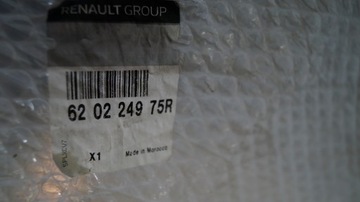 RENAULT GROUP
62 02 249 75R
X1
Made in Morocco